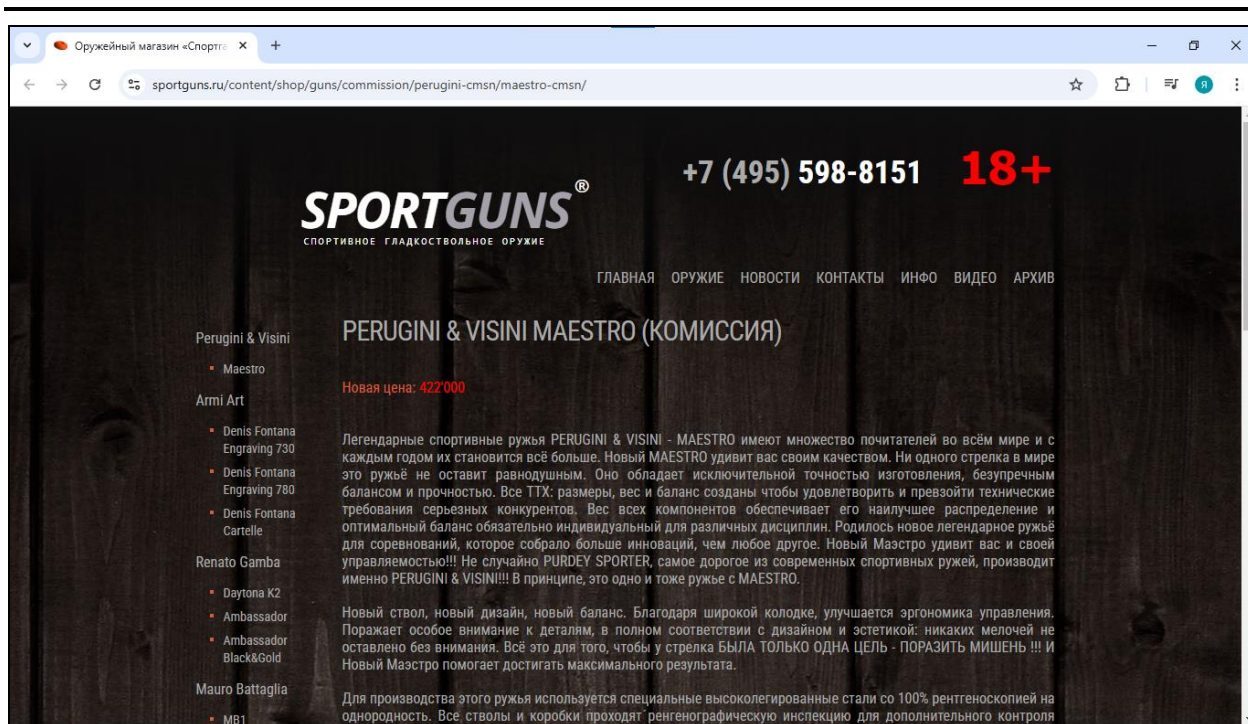 Оружейный магазин «Спортга
sportguns.ru/content/shop/guns/commission/perugini-cmsn/maestro-cmsn/
Я
+7 (495) 598-8151
18+
SPORTGUNS®
СПОРТИВНОЕ ГЛАДКОСТВОЛЬНОЕ ОРУЖИЕ
ГЛАВНАЯ ОРУЖИЕ НОВОСТИ КОНТАКТЫ ИНФО ВИДЕО АРХИВ
Perugini & Visini
Maestro
Armi Art
Denis Fontana
Engraving 730
Denis Fontana
Engraving 780
Denis Fontana
Cartelle
Renato Gamba
Daytona K2
Ambassador
Ambassador
Black&Gold
Mauro Battaglia
MB1
PERUGINI & VISINI MAESTRO (КОМИССИЯ)
Новая цена: 422'000
Легендарные спортивные ружья PERUGINI & VISINI - MAESTRO имеют множество почитателей во всём мире и с
каждым годом их становится всё больше. Новый MAESTRO удивит вас своим качеством. Ни одного стрелка в мире
это ружьё не оставит равнодушным. Оно обладает исключительной точностью изготовления, безупречным
балансом и прочностью. Все ТТХ: размеры, вес и баланс созданы чтобы удовлетворить и превзойти технические
требования серьезных конкурентов. Вес всех компонентов обеспечивает его наилучшее распределение и
оптимальный баланс обязательно индивидуальный для различных дисциплин. Родилось новое легендарное ружьё
для соревнований, которое собрало больше инноваций, чем любое другое. Новый Маэстро удивит вас и своей
управляемостью!!! Не случайно PURDEY SPORTER, самое дорогое из современных спортивных ружей, производит
именно PERUGINI & VISINI!!! В принципе, это одно и тоже ружье с MAESTRO.
Новый ствол, новый дизайн, новый баланс. Благодаря широкой колодке, улучшается эргономика управления.
Поражает особое внимание к деталям, в полном соответствии с дизайном и эстетикой: никаких мелочей не
оставлено без внимания. Всё это для того, чтобы у стрелка БЫЛА ТОЛЬКО ОДНА ЦЕЛЬ - ПОРАЗИТЬ МИШЕНЬ !!! И
Новый Маэстро помогает достигать максимального результата.
Для производства этого ружья используется специальные высоколегированные стали со 100% рентгеноскопией на
однородность. Все стволы и коробки проходят ренгенографическую инспекцию для дополнительного контроля